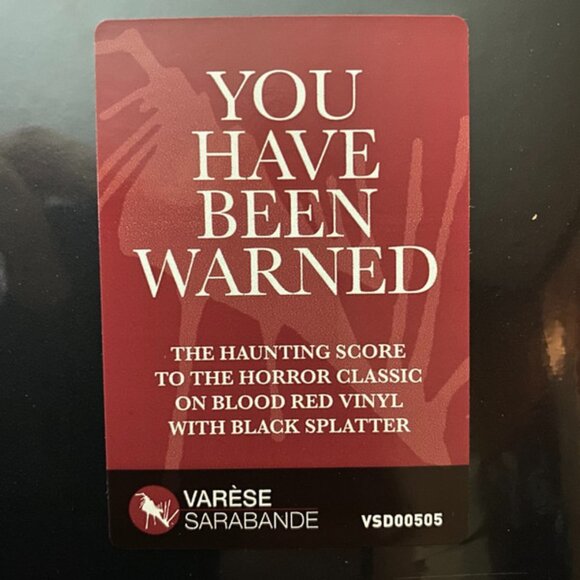 YOU
HAVE
BEEN
WARNED
THE HAUNTING SCORE
TO THE HORROR CLASSIC
ON BLOOD RED VINYL
WITH BLACK SPLATTER
VARÈSE
SARABANDE
VSD00505